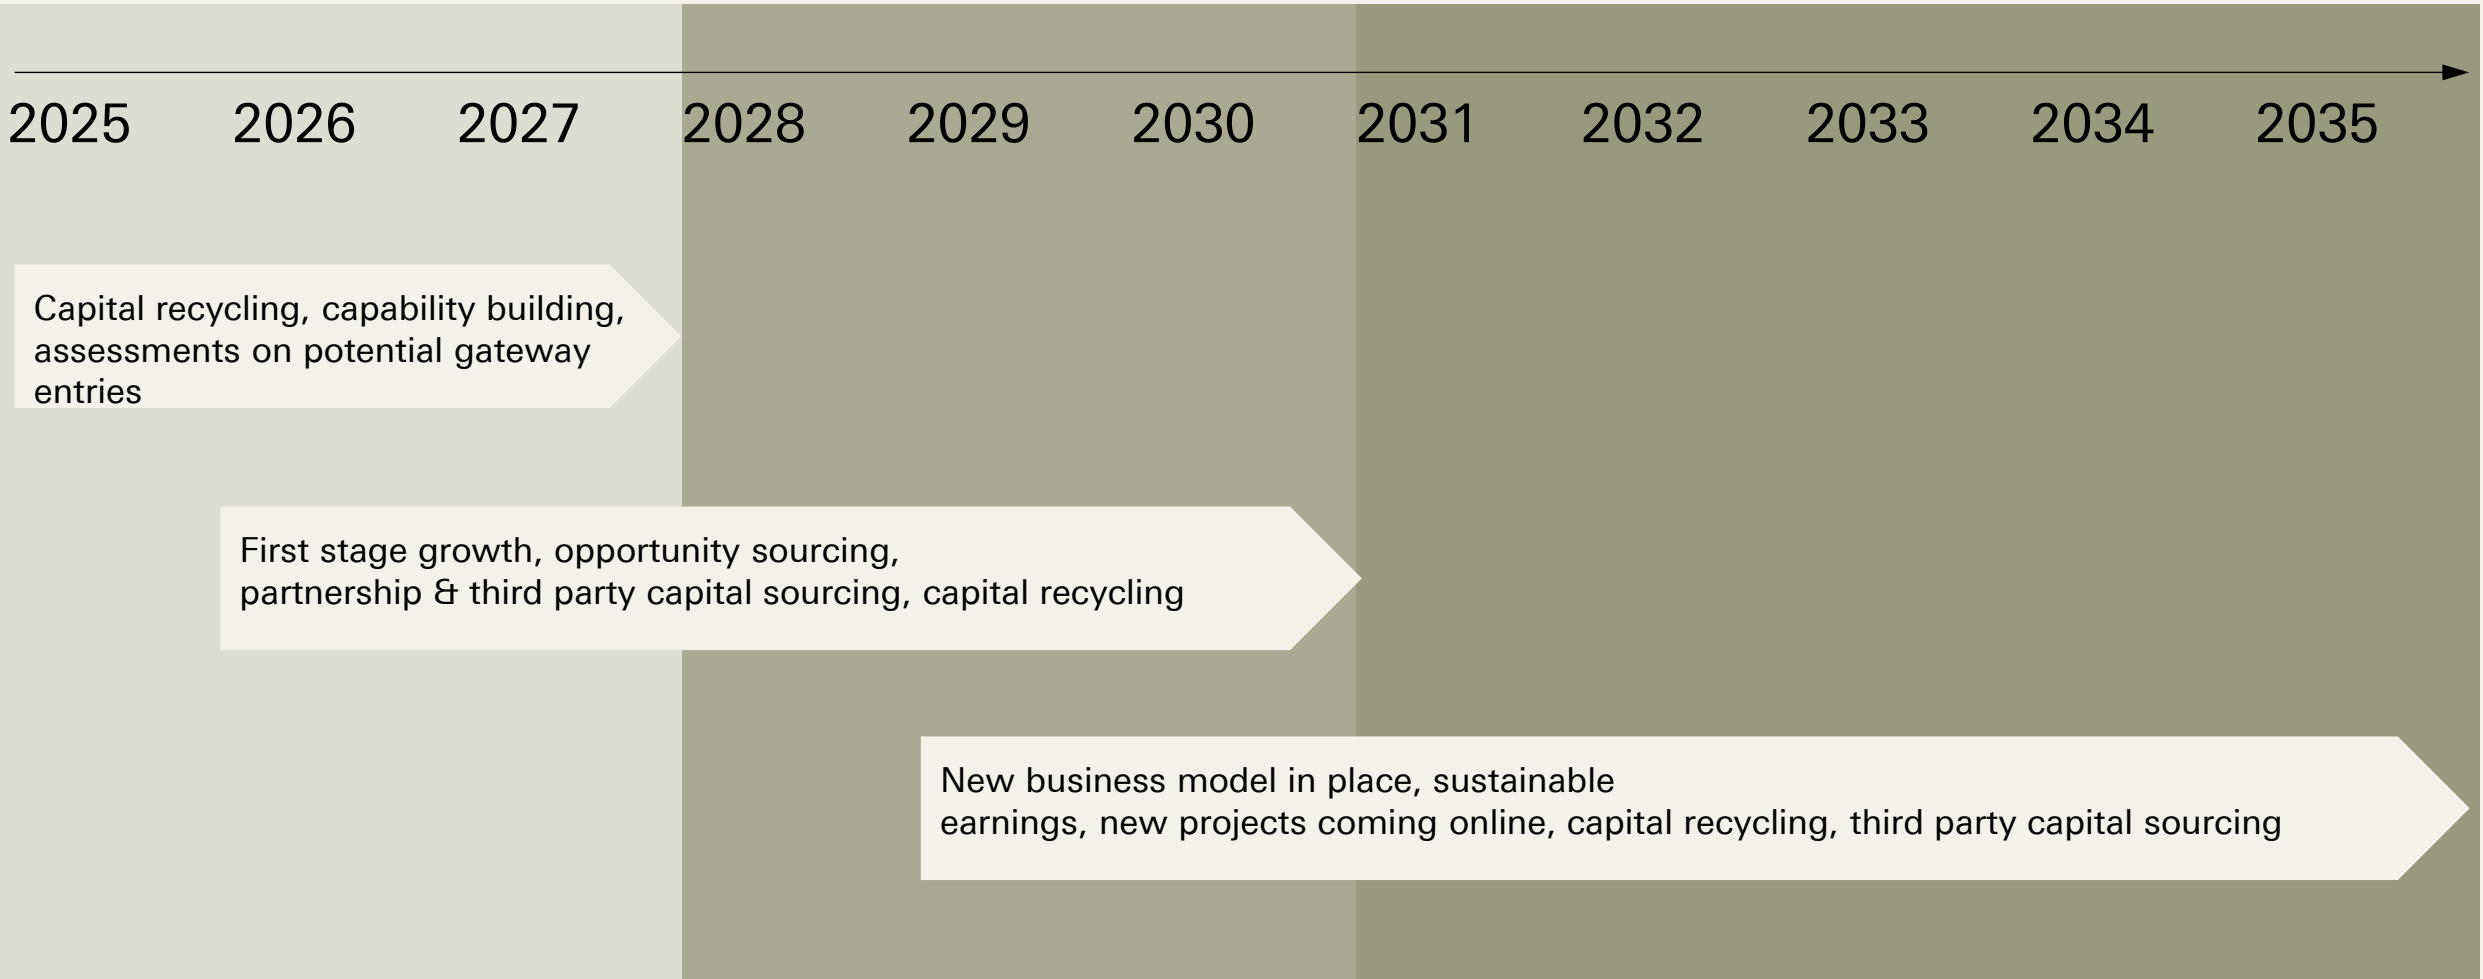 2025 2026 2027 2028 2029 2030 2031 2032 2033 2034 2035
Capital recycling, capability building,
assessments on potential gateway
entries
First stage growth, opportunity sourcing,
partnership & third party capital sourcing, capital recycling
New business model in place, sustainable
earnings, new projects coming online, capital recycling, third party capital sourcing